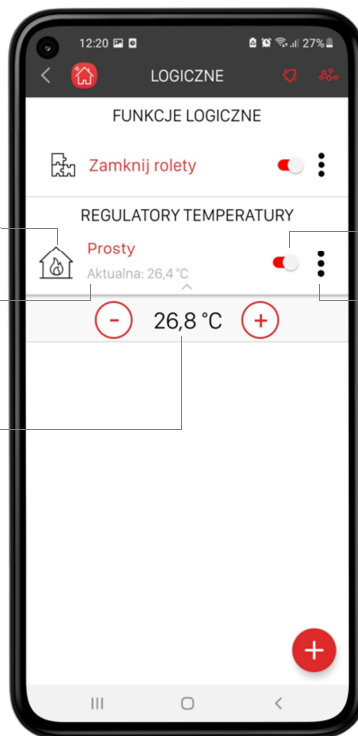 12:20 27%
LOGICZNE
FUNKCJE LOGICZNE
Zamknij rolety
REGULATORY TEMPERATURY
Prosty
Aktualna: 26,4 °C
- 26,8 °C +
+